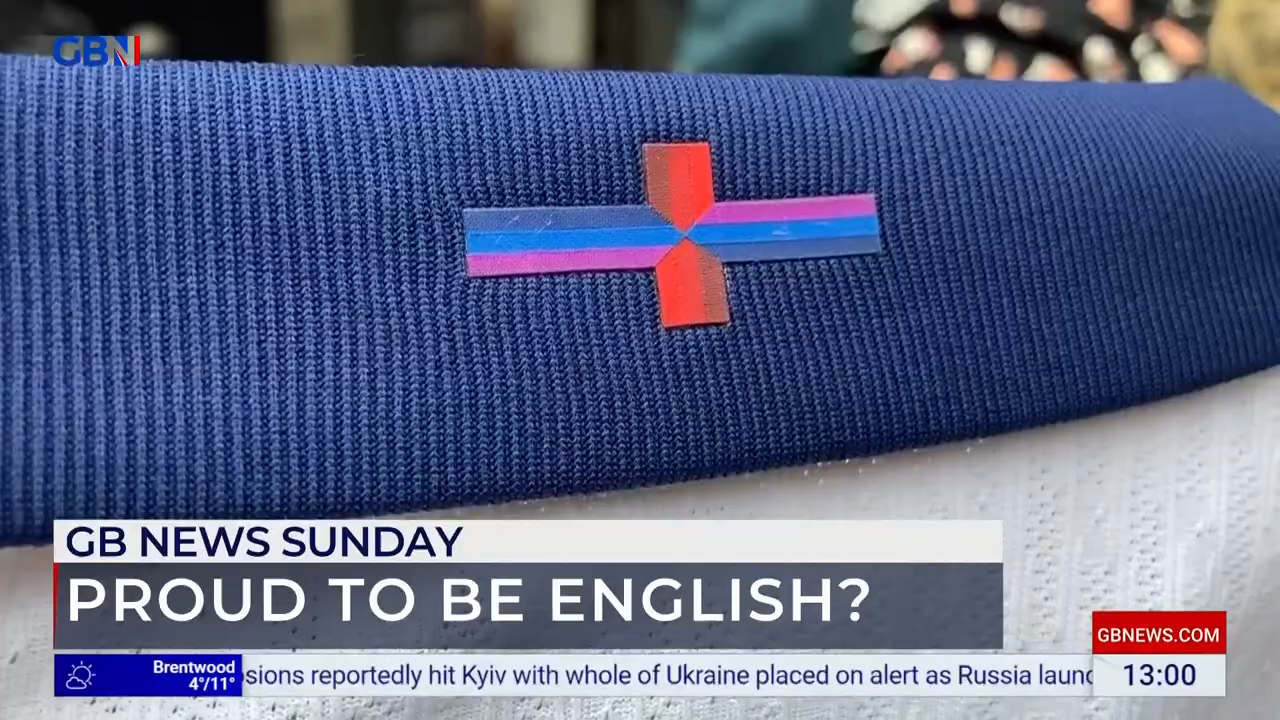 GBN
GB NEWS SUNDAY
PROUD TO BE ENGLISH?
GBNEWS.COM
Brentwood
4°/11°
sions reportedly hit Kyiv with whole of Ukraine placed on alert as Russia
13:00